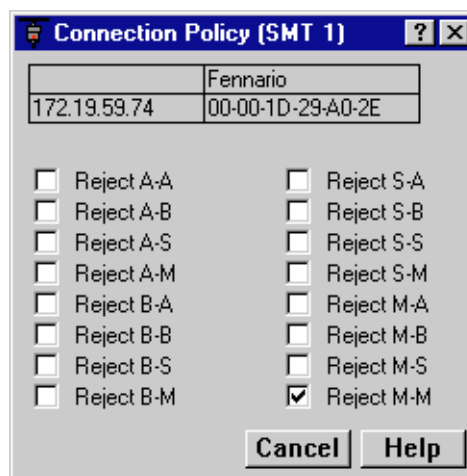 Connection Policy (SMT 1) ? X
Fennario
172.19.59.74 00-00-1D-29-A0-2E
Reject A-A Reject S-A
Reject A-B Reject S-B
Reject A-S Reject S-S
Reject A-M Reject S-M
Reject B-A Reject M-A
Reject B-B Reject M-B
Reject B-S Reject M-S
Reject B-M Reject M-M
Cancel Help